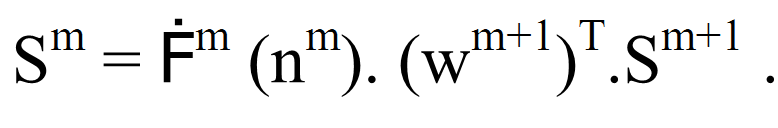 Sᵐ = Ḟᵐ (nᵐ). (wᵐ⁺¹)ᵀ.Sᵐ⁺¹ .